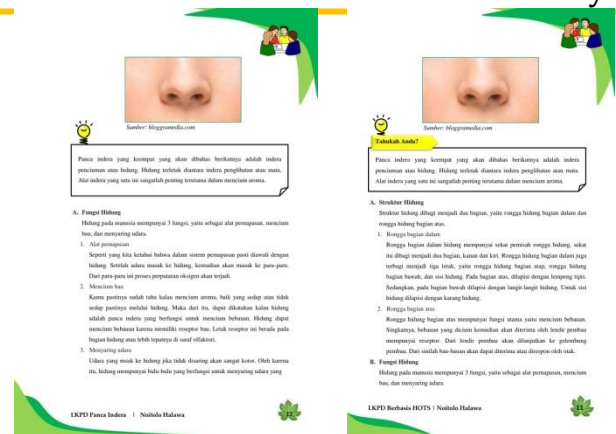 Sumber: bloggramedia.com
Panca indera yang keempat yang akan dibahas berikutnya adalah indera
penciuman atau hidung. Hidung terletak diantara indera penglihatan atau mata.
Alat indera yang satu ini sangatlah penting terutama dalam mencium aroma.
A. Fungsi Hidung
Hidung pada manusia mempunyai 3 fungsi, yaitu sebagai alat pernapasan, mencium
bau, dan menyaring udara.
1. Alat pernapasan
Seperti yang kita ketahui bahwa dalam sistem pernapasan pasti diawali dengan
hidung. Setelah udara masuk ke hidung, kemudian akan masuk ke paru-paru.
Dari paru-paru ini proses perputaran oksigen akan terjadi.
2. Mencium bau
Kamu pastinya sudah tahu kalau mencium aroma, baik yang sedap atau tidak
sedap pastinya melalui hidung. Maka dari itu, dapat dikatakan kalau hidung
adalah panca indera yang berfungsi untuk mencium bebauan. Hidung dapat
mencium bebauan karena memiliki reseptor bau. Letak reseptor ini berada pada
bagian hidung atas lebih tepatnya di saraf olfaktori.
3. Menyaring udara
Udara yang masuk ke hidung jika tidak disaring akan sangat kotor. Oleh karena
itu, hidung mempunyai bulu-bulu yang berfungsi untuk menyaring udara yang
LKPD Panca Indera | Noitolo Halawa
12
Sumber: bloggramedia.com
Tahukah Anda?
Panca indera yang keempat yang akan dibahas berikutnya adalah indera
penciuman atau hidung. Hidung terletak diantara indera penglihatan atau mata.
Alat indera yang satu ini sangatlah penting terutama dalam mencium aroma.
A. Struktur Hidung
Struktur hidung dibagi menjadi dua bagian, yaitu rongga hidung bagian dalam dan
rongga hidung bagian atas.
1. Rongga bagian dalam
Rongga bagian dalam hidung mempunyai sekat pemisah rongga hidung, sekat
itu dibagi menjadi dua bagian, kanan dan kiri. Rongga hidung bagian dalam juga
terbagi menjadi tiga letak, yaitu rongga hidung bagian atap, rongga hidung
bagian bawah, dan sisi hidung. Pada bagian atas, dilapisi dengan lempeng tipis.
Sedangkan, pada bagian bawah dilapisi dengan langit-langit hidung. Untuk sisi
hidung dilapisi dengan karang hidung.
2. Rongga bagian atas
Rongga hidung bagian atas mempunyai fungsi utama yaitu mencium bebauan.
Singkatnya, bebauan yang dicium kemudian akan diterima oleh lendir pembau
mempunyai reseptor. Dari lendir pembau akan dilanjutkan ke gelembung
pembau. Dari sinilah bau-bauan akan dapat diterima atau direspon oleh otak.
B. Fungsi Hidung
Hidung pada manusia mempunyai 3 fungsi, yaitu sebagai alat pernapasan, mencium
bau, dan menyaring udara.
LKPD Berbasis HOTS | Noitolo Halawa
11